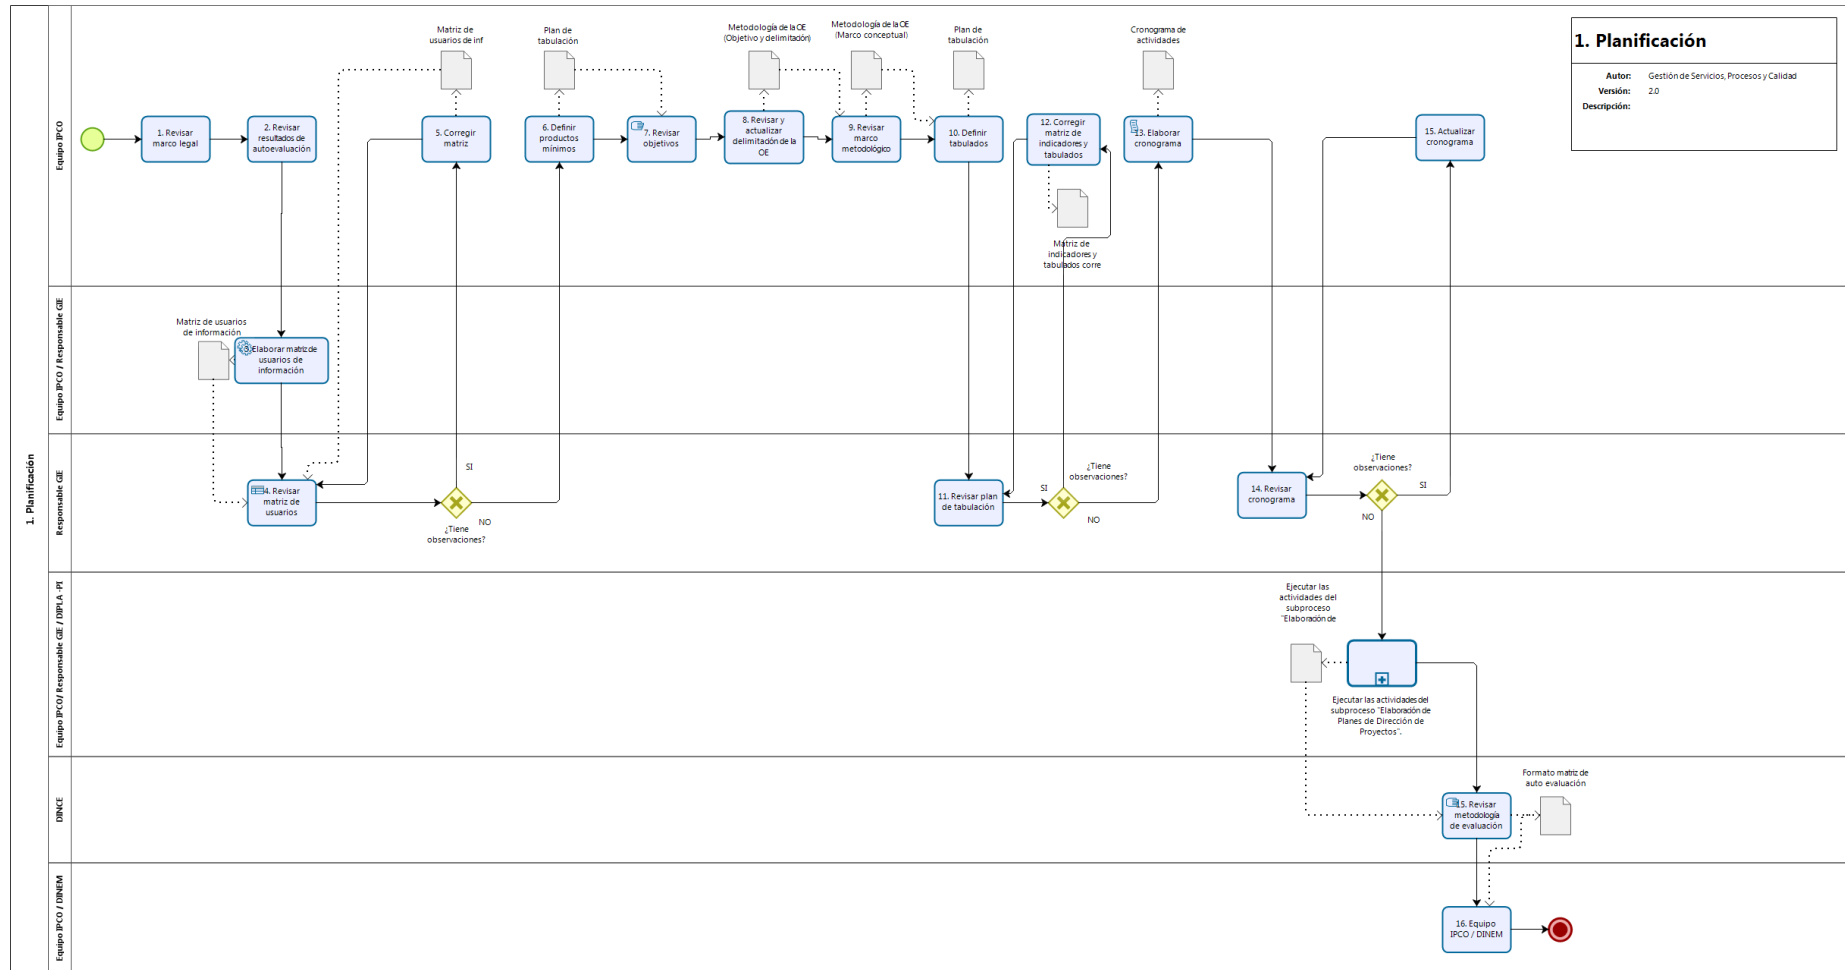 1. Planificación
Autor: Gestión de Servicios, Procesos y Calidad
Versión: 2.0
Descripción:
1. Planificación
Equipo IPCO
Matriz de
usuarios de inf
Plan de
tabulación
Metodología de la OE
(Objetivo y delimitación)
Metodología de la OE
(Marco conceptual)
Plan de
tabulación
Cronograma de
actividades
1. Revisar
marco legal
2. Revisar
resultados de
autoevaluación
5. Corregir
matriz
6. Definir
productos
mínimos
7. Revisar
objetivos
8. Revisar y
actualizar
delimitación de la
OE
9. Revisar
marco
metodológico
10. Definir
tabulados
12. Corregir
matriz de
indicadores y
tabulados
13. Elaborar
cronograma
15. Actualizar
cronograma
Matriz de
indicadores y
tabulados corre
Equipo IPCO / Responsable GIE
Matriz de usuarios
de información
3. Elaborar matriz de
usuarios de
información
Responsable GIE
4. Revisar
matriz de
usuarios
SI
NO
¿Tiene
observaciones?
11. Revisar plan
de tabulación
¿Tiene
observaciones?
SI
NO
14. Revisar
cronograma
¿Tiene
observaciones?
SI
NO
Equipo IPCO/ Responsable GIE / DIPLA -PI
Ejecutar las
actividades del
subproceso
"Elaboración de
Ejecutar las actividades del
subproceso "Elaboración de
Planes de Dirección de
Proyectos".
DINCE
Formato matriz de
auto evaluación
15. Revisar
metodología
de evaluación
Equipo IPCO / DINEM
16. Equipo
IPCO / DINEM